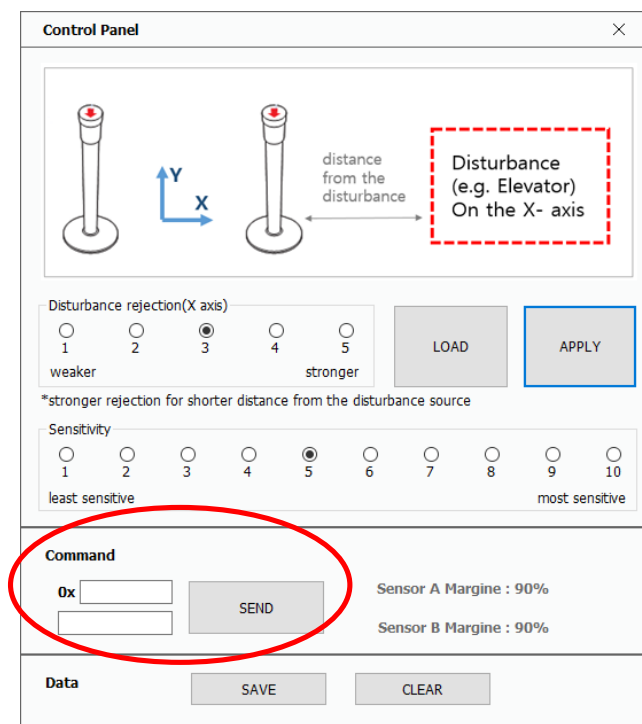 Control Panel
Y
X
distance
from the
disturbance
Disturbance
(e.g. Elevator)
On the X- axis
Disturbance rejection(X axis)
1 2 3 4 5
weaker stronger
LOAD
APPLY
*stronger rejection for shorter distance from the disturbance source
Sensitivity
1 2 3 4 5 6 7 8 9 10
least sensitive most sensitive
Command
0x
SEND
Sensor A Margine : 90%
Sensor B Margine : 90%
Data
SAVE
CLEAR